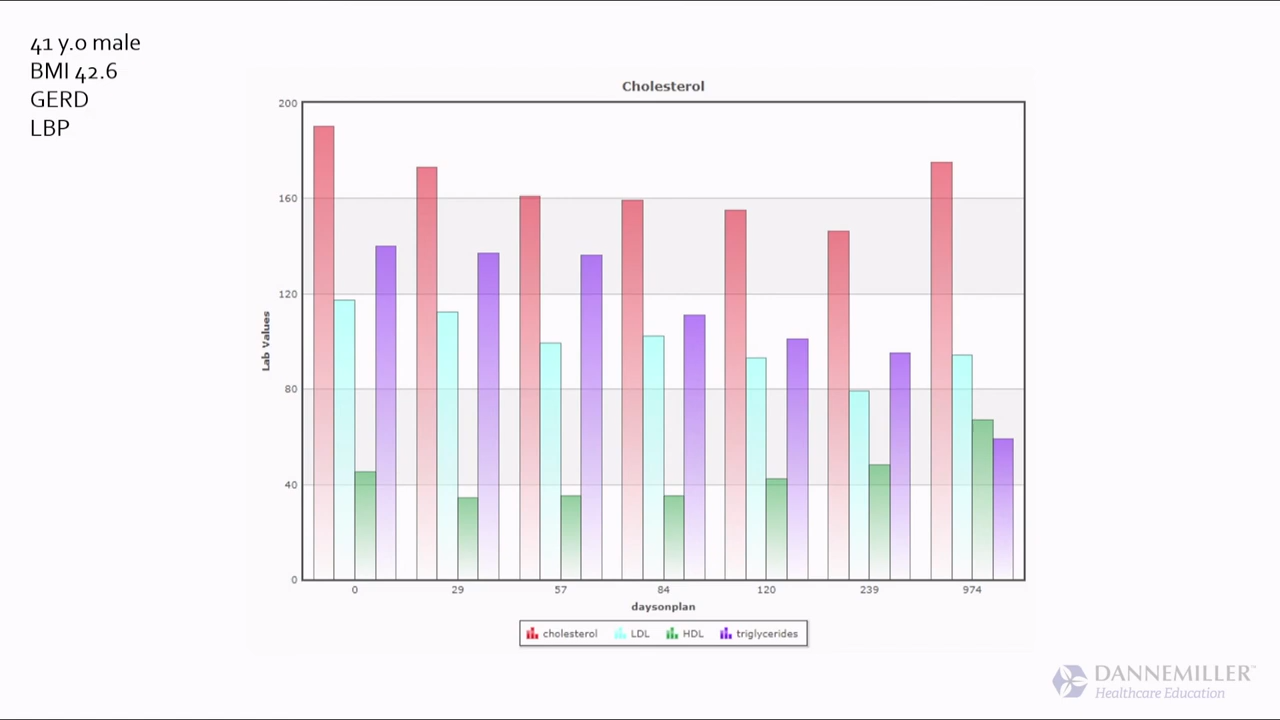 41 y.o male
BMI 42.6
GERD
LBP
Cholesterol
200
160
120
80
40
0
Lab Values
0 29 57 84 120 239 974
daysonplan
cholesterol LDL HDL triglycerides
DANNEMILLER™
Healthcare Education